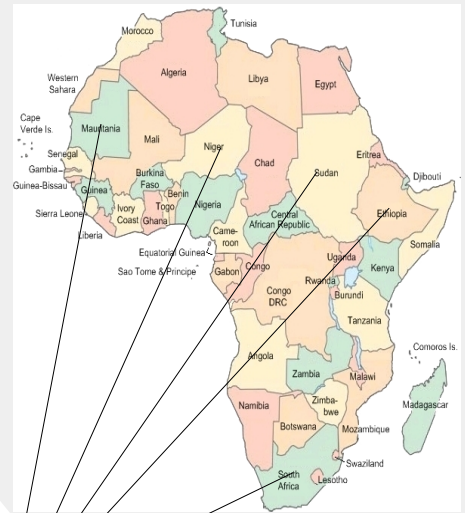 Tunisia
Morocco
Algeria
Libya
Egypt
Western
Sahara
Cape
Verde Is.
Mauritania
Mali
Niger
Chad
Sudan
Eritrea
Djibouti
Senegal
Gambia
Guinea-Bissau
Guinea
Burkina
Faso
Benin
Togo
Ivory
Coast
Ghana
Nigeria
Sierra Leone
Liberia
Came-
roon
Central
African Republic
Ethiopia
Somalia
Equatorial Guinea
Sao Tome & Principe
Gabon
Congo
Congo
DRC
Uganda
Kenya
Rwanda
Burundi
Tanzania
Comoros Is.
Angola
Zambia
Malawi
Mozambique
Zimba-
bwe
Madagascar
Namibia
Botswana
Swaziland
South
Africa
Lesotho